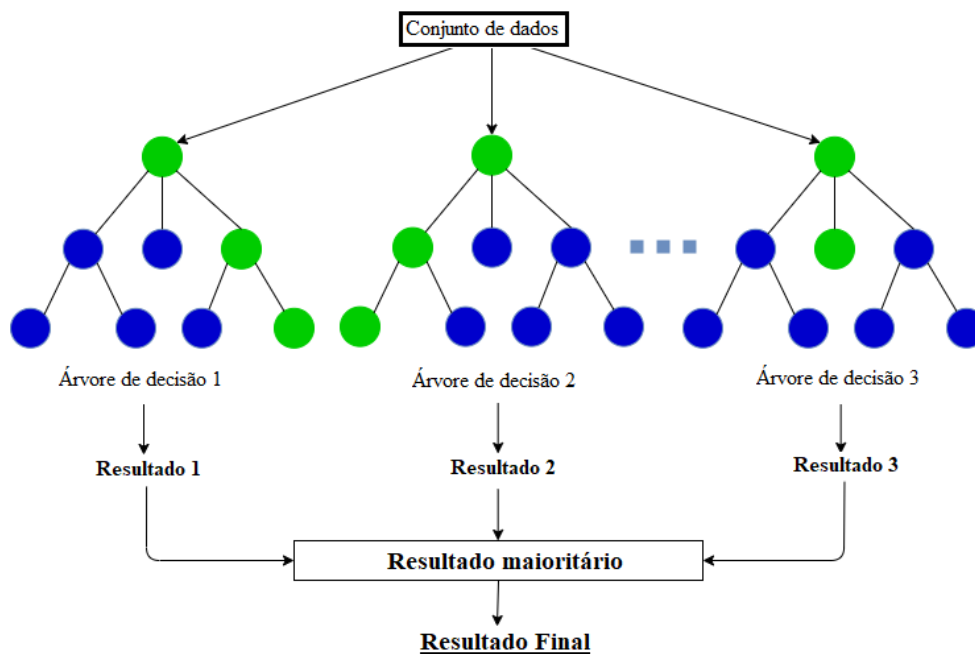 Conjunto de dados
Árvore de decisão 1
Árvore de decisão 2
Árvore de decisão 3
Resultado 1
Resultado 2
Resultado 3
Resultado maioritário
Resultado Final